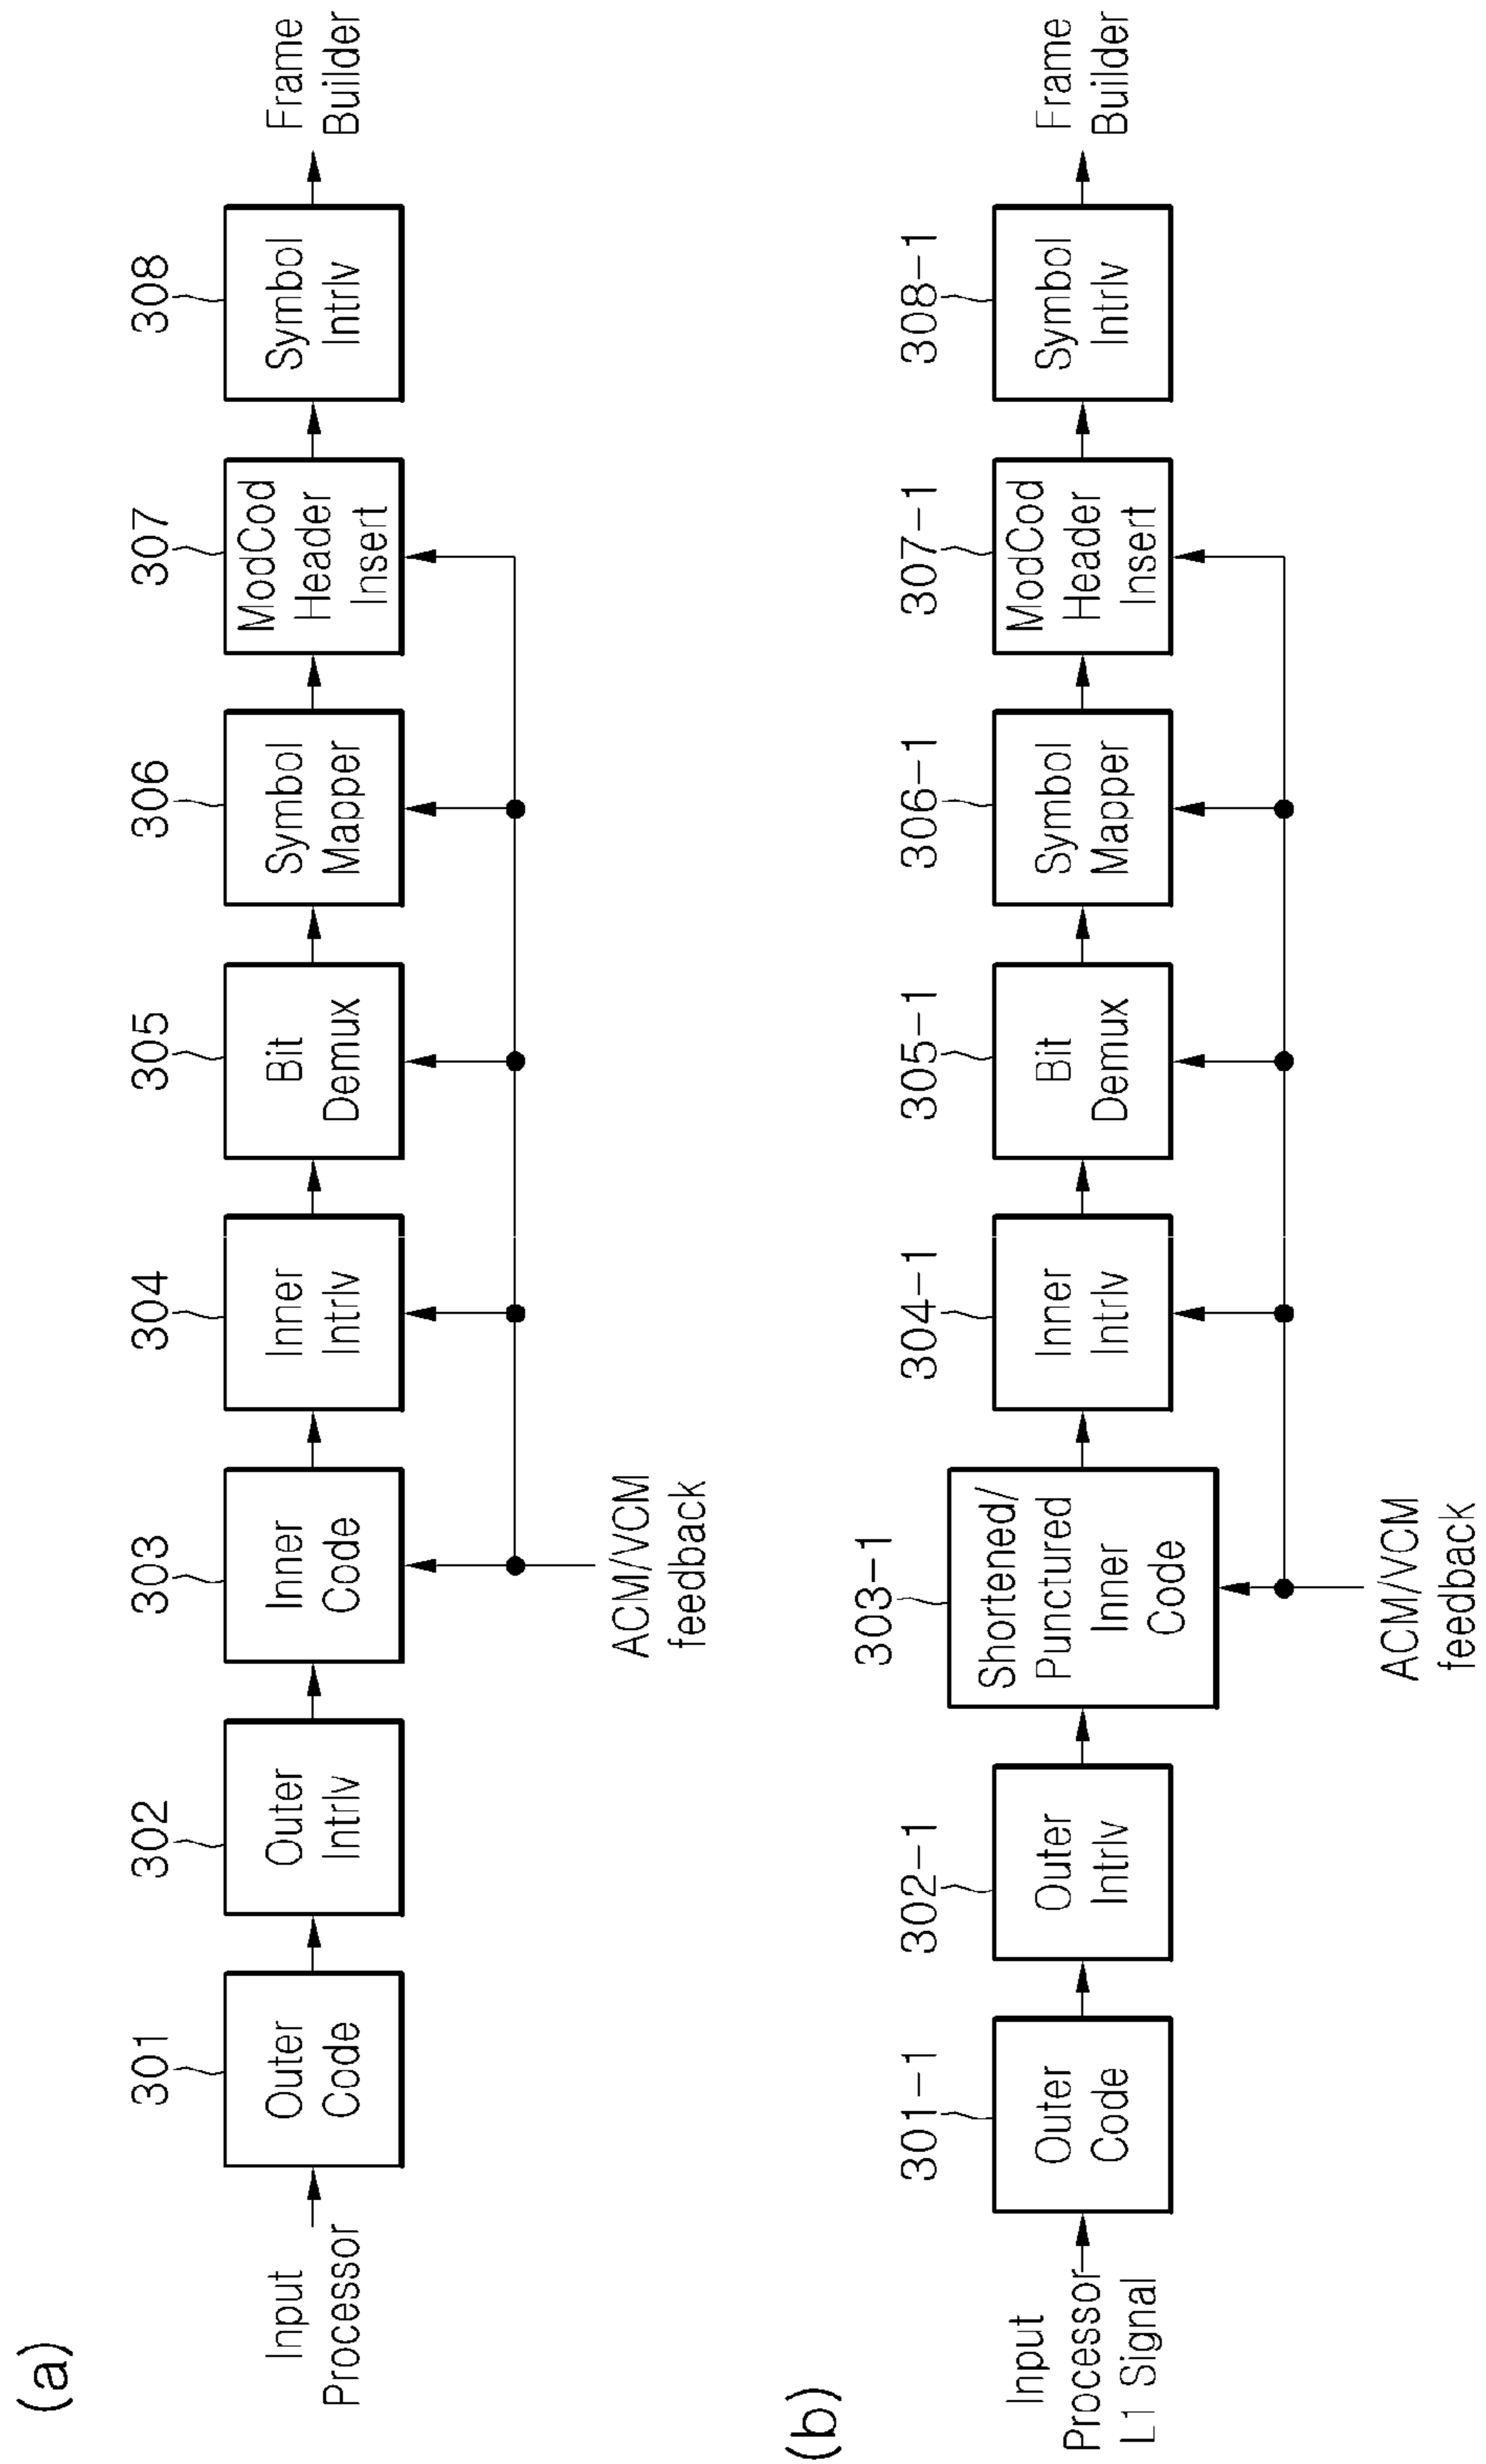 (a)
Input
Processor
301
Outer
Code
302
Outer
Intrlv
303
Inner
Code
304
Inner
Intrlv
305
Bit
Demux
306
Symbol
Mapper
307
ModCod
Header
Insert
308
Symbol
Intrlv
Frame
Builder
ACM/VCM
feedback
(b)
Input
Processor
L1 Signal
301-1
Outer
Code
302-1
Outer
Intrlv
303-1
Shortened/
Punctured
Inner
Code
304-1
Inner
Intrlv
305-1
Bit
Demux
306-1
Symbol
Mapper
307-1
ModCod
Header
Insert
308-1
Symbol
Intrlv
Frame
Builder
ACM/VCM
feedback